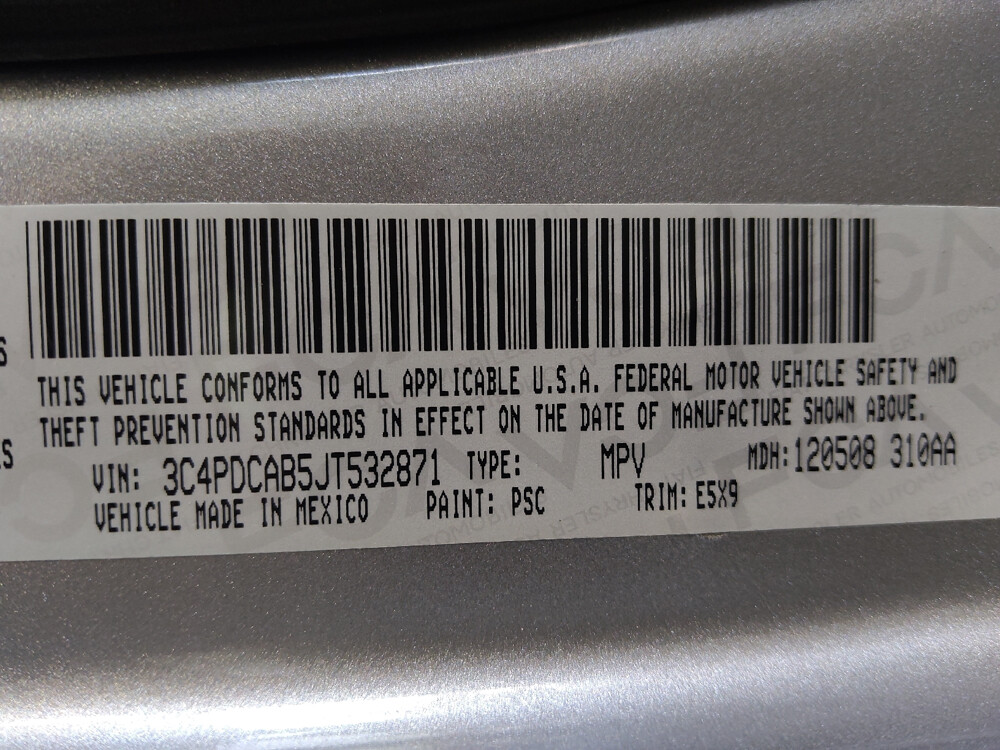 THIS VEHICLE CONFORMS TO ALL APPLICABLE U.S.A. FEDERAL MOTOR VEHICLE SAFETY AND
THEFT PREVENTION STANDARDS IN EFFECT ON THE DATE OF MANUFACTURE SHOWN ABOVE.
VIN: 3C4PDCAB5JT532871 TYPE: MPV MDH:120508 310AA
VEHICLE MADE IN MEXICO PAINT: PSC TRIM: E5X9